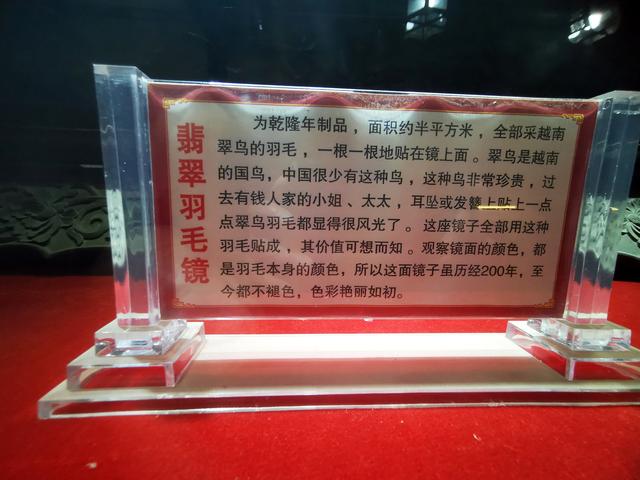 翡翠羽毛镜
为乾隆年制品，面积约半平方米，全部采越南
翠鸟的羽毛，一根一根地贴在镜上面。翠鸟是越南
的国鸟，中国很少有这种鸟，这种鸟非常珍贵，过
去有钱人家的小姐、太太，耳坠或发簪上贴上一点
点翠鸟羽毛都显得很风光了。这座镜子全部用这种
羽毛贴成，其价值可想而知。观察镜面的颜色，都
是羽毛本身的颜色，所以这面镜子虽历经200年，至
今都不褪色，色彩艳丽如初。